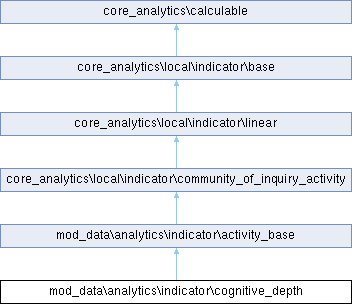 core_analytics\calculable
core_analytics\local\indicator\base
core_analytics\local\indicator\linear
core_analytics\local\indicator\community_of_inquiry_activity
mod_data\analytics\indicator\activity_base
mod_data\analytics\indicator\cognitive_depth